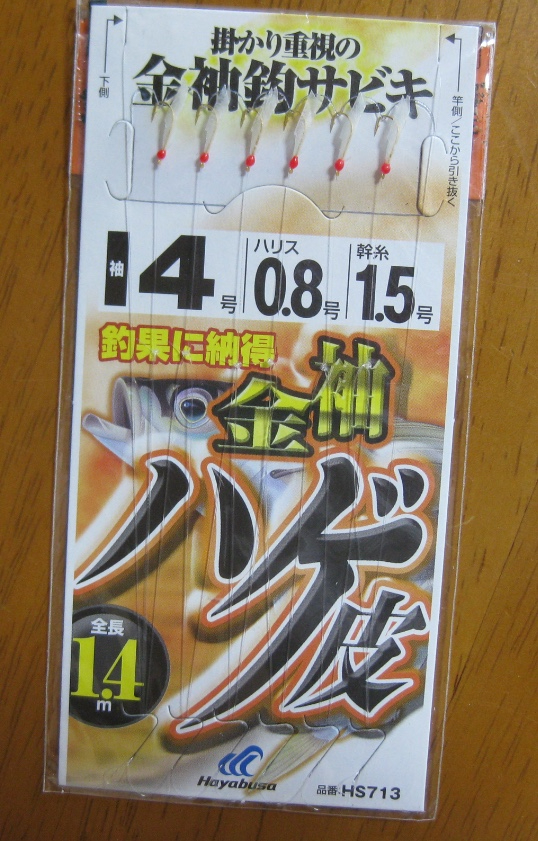 掛かり重視の
金袖鈎サビキ
下側
竿側/ここから引き抜く
袖 4号
ハリス 0.8号
幹糸 1.5号
釣果に納得
金袖
ハゲ皮
全長
1.4m
Hayabusa
品番:HS713